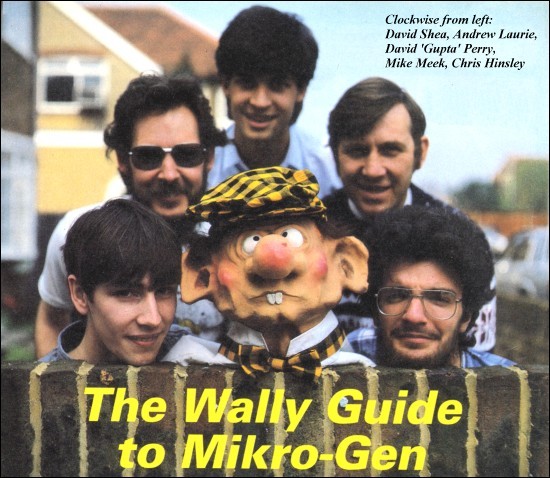 Clockwise from left:
David Shea, Andrew Laurie,
David 'Gupta' Perry,
Mike Meek, Chris Hinsley
The Wally Guide
to Mikro-Gen